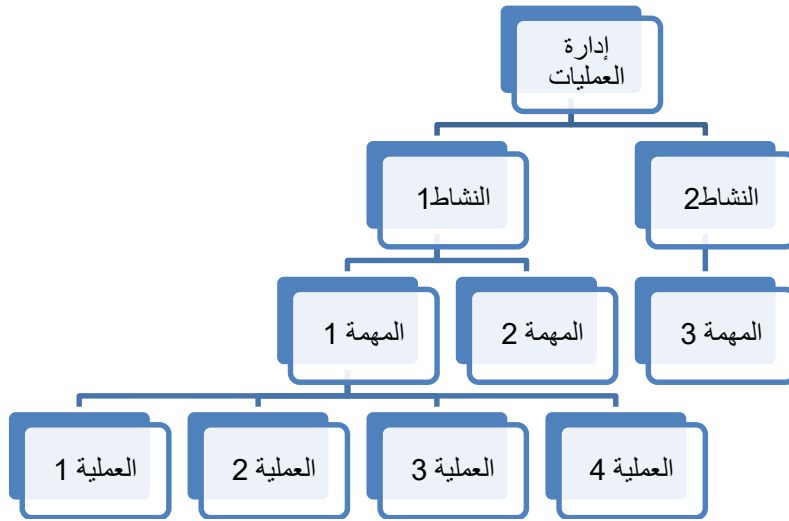 إدارة
العمليات
النشاط1
النشاط2
المهمة 1
المهمة 2
المهمة 3
العملية 1
العملية 2
العملية 3
العملية 4